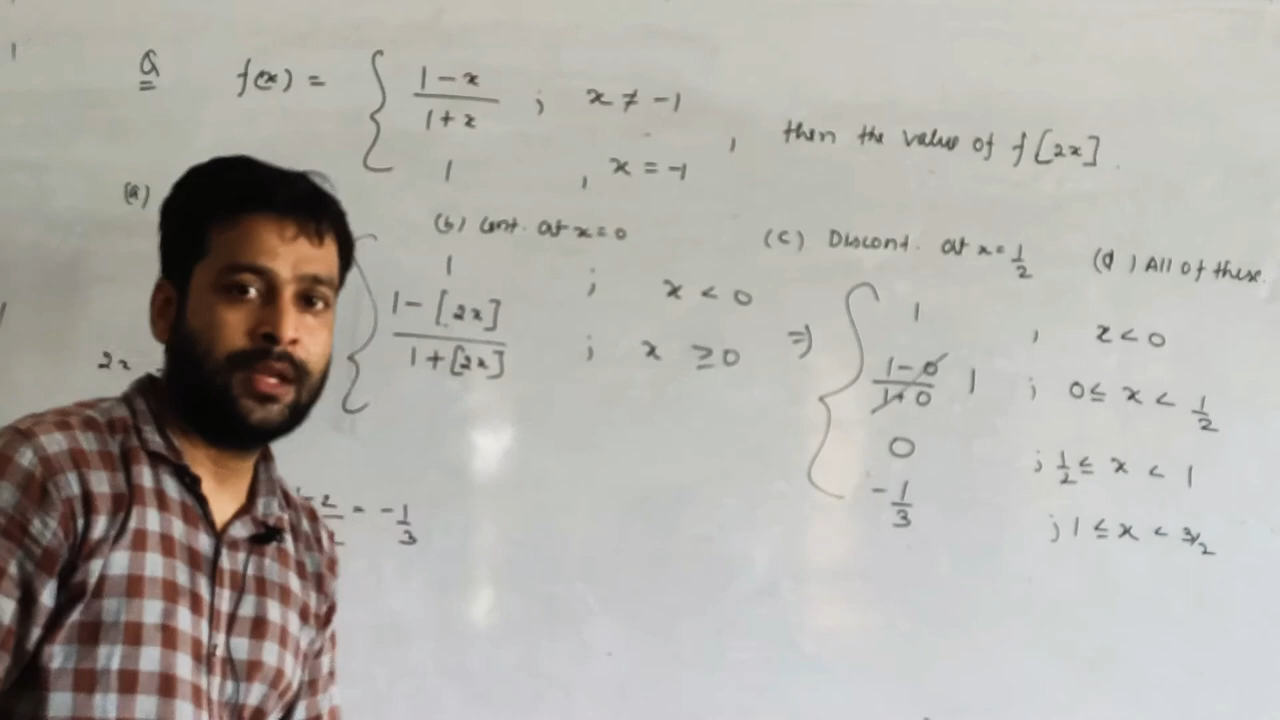 Q f(x) = { (1-x)/(1+x) ; x ≠ -1
1 , x = -1 , then the value of f[2x].
(a) (b) Cont. at x=0 (c) Discont. at x=1/2 (d) All of these.
{ 1 ; x < 0
(1-[2x])/(1+[2x]) ; x ≥0
⇒ { 1 , x<0
(1-0)/(1+0) 1 ; 0≤ x < 1/2
0 ; 1/2 ≤ x < 1
-1/3 ; 1 ≤ x < 3/2
2x
= -1/3